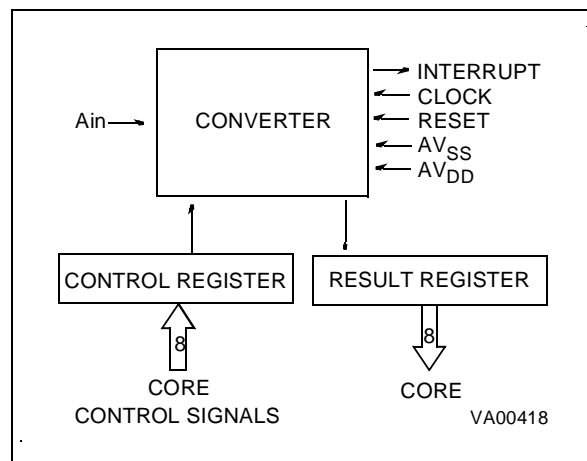 INTERRUPT
CLOCK
Ain
CONVERTER
RESET
AVSS
AVDD
CONTROL REGISTER
RESULT REGISTER
8
8
CORE
CONTROL SIGNALS
CORE
VA00418